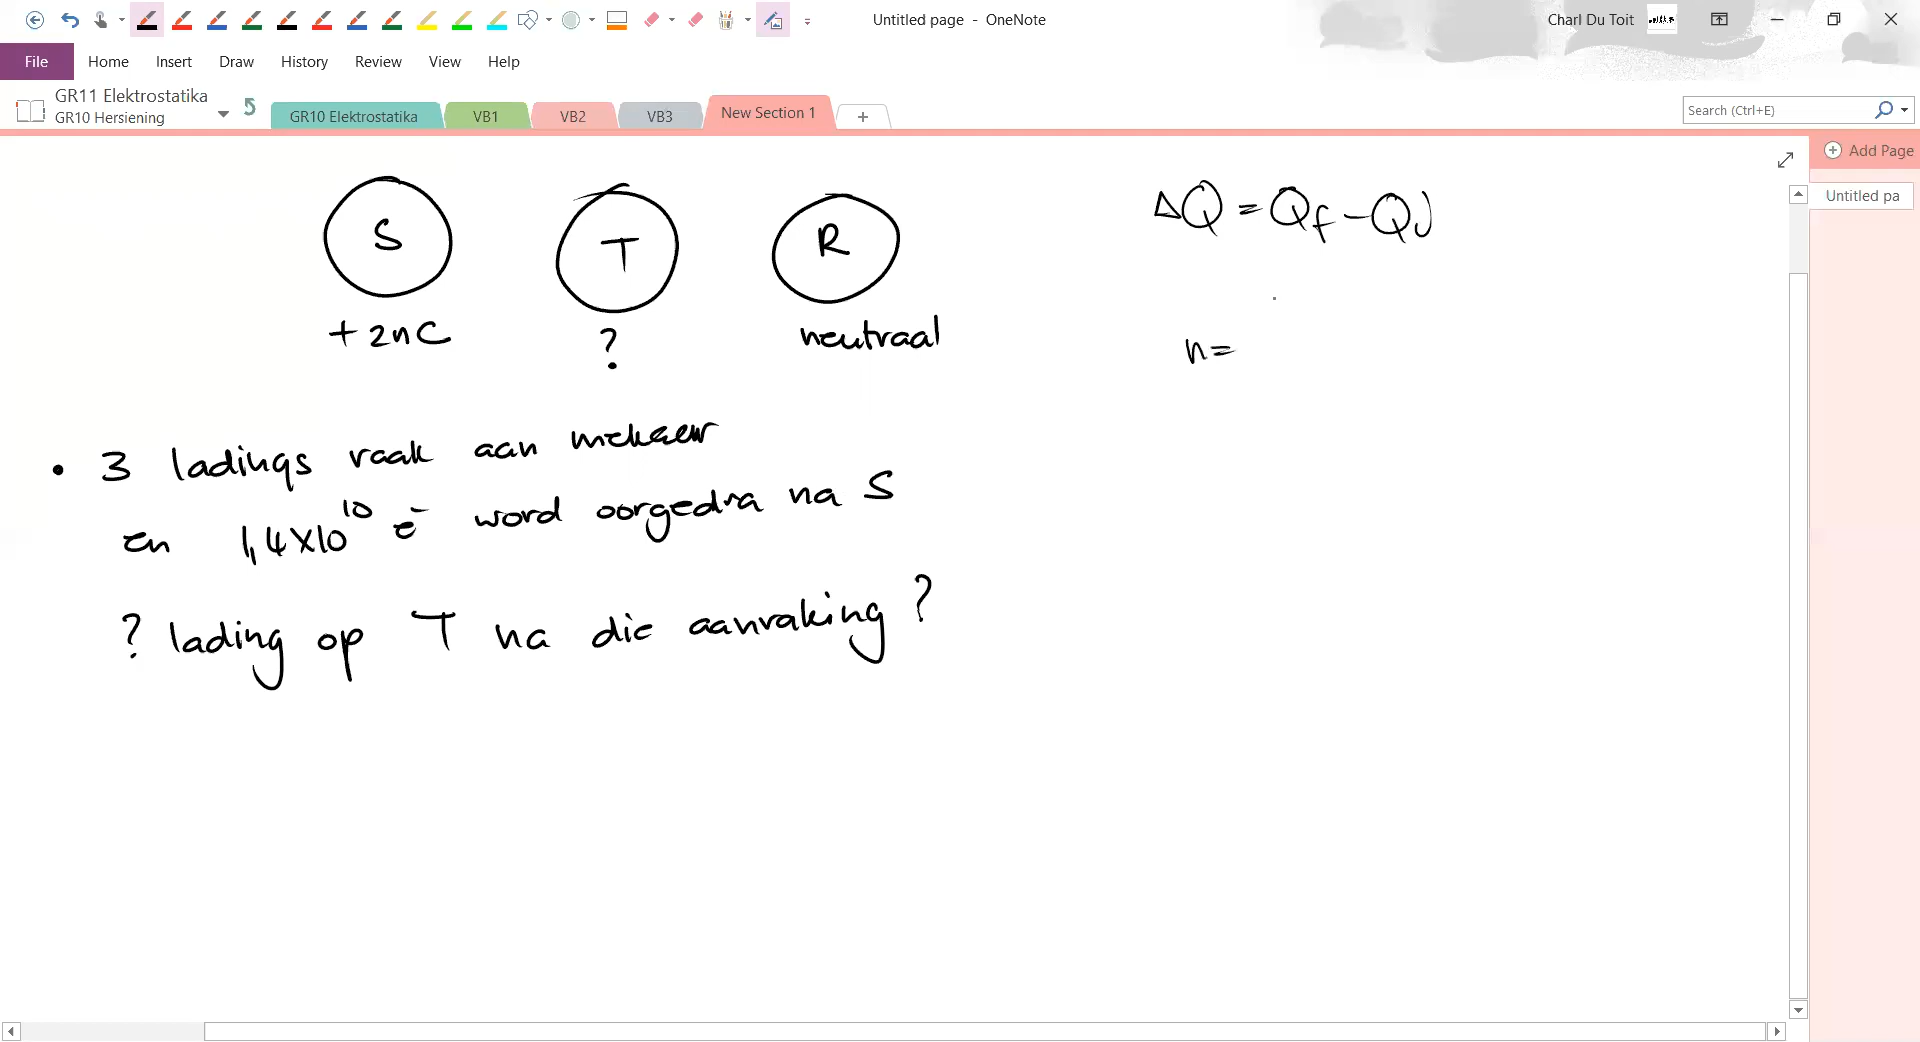 Untitled page - OneNote
Charl Du Toit
File Home Insert Draw History Review View Help
GR11 Elektrostatika
GR10 Hersiening
GR10 Elektrostatika VB1 VB2 VB3 New Section 1 +
Search (Ctrl+E)
Add Page
Untitled pa
S T R
+2nC ? neutraal
ΔQ = Qf - Qi
n=
• 3 ladings raak aan mekaar
en 1,4×10¹⁰ e⁻ word oorgedra na S
? lading op T na die aanraking?